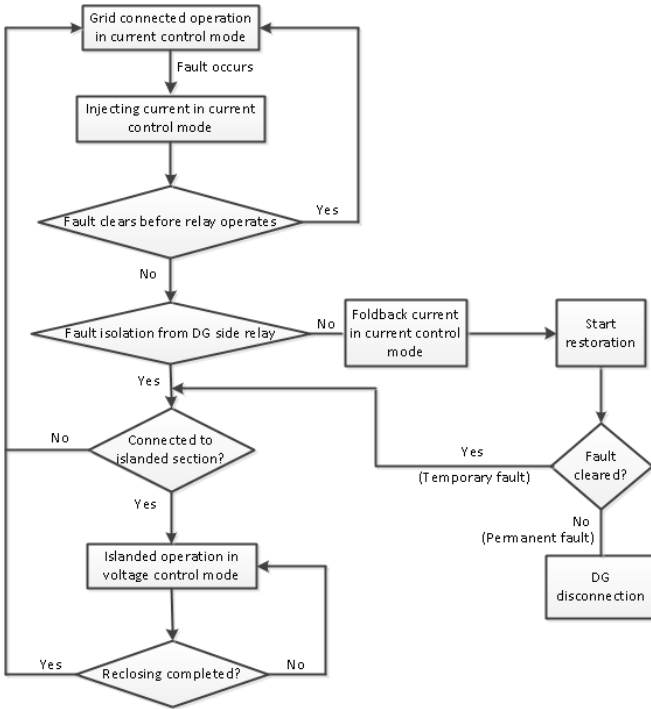 Grid connected operation
in current control mode
Fault occurs
Injecting current in current
control mode
Fault clears before relay operates
Yes
No
Fault isolation from DG side relay
No
Foldback current
in current control
mode
Start
restoration
Yes
Connected to
islanded section?
No
Yes
(Temporary fault)
Fault
cleared?
Yes
No
(Permanent fault)
Islanded operation in
voltage control mode
DG
disconnection
Reclosing completed?
Yes
No